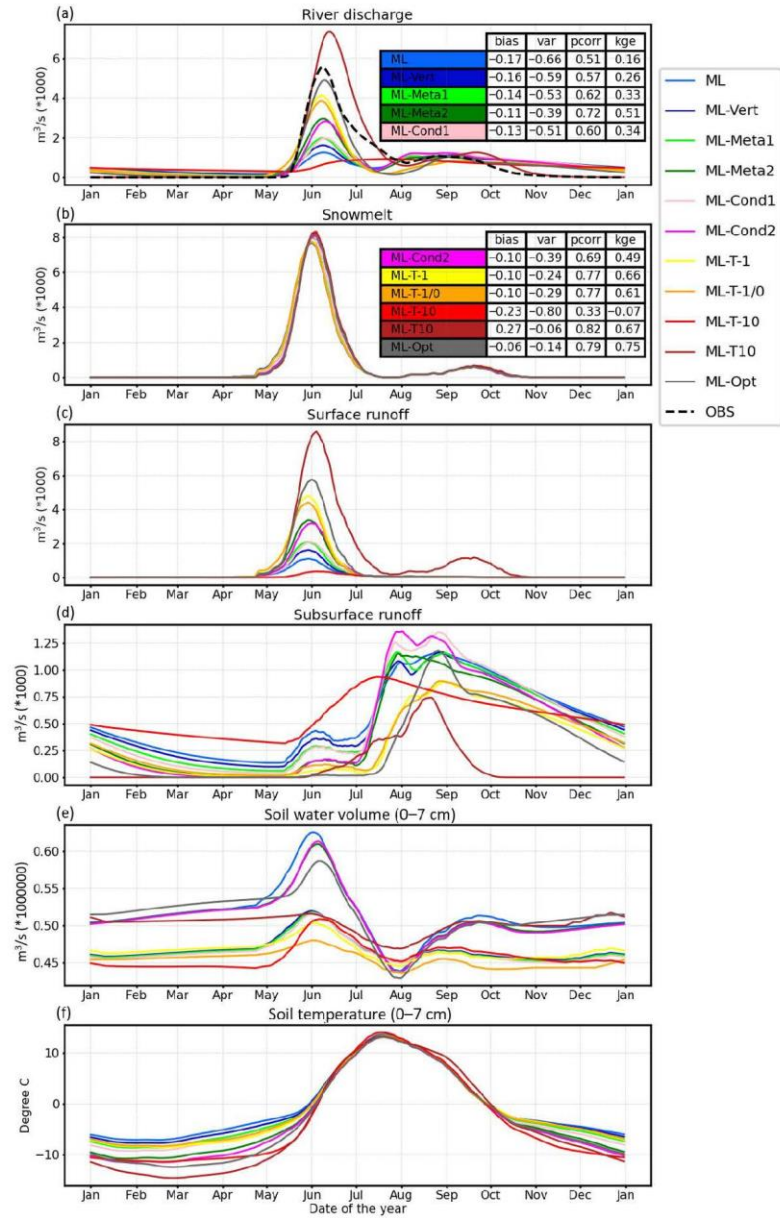 (a) River discharge
bias var pcorr kge
ML −0.17 −0.66 0.51 0.16
ML-Vert −0.16 −0.59 0.57 0.26
ML-Meta1 −0.14 −0.53 0.62 0.33
ML-Meta2 −0.11 −0.39 0.72 0.51
ML-Cond1 −0.13 −0.51 0.60 0.34
m³/s (*1000)
6
4
2
0
Jan Feb Mar Apr May Jun Jul Aug Sep Oct Nov Dec Jan
ML
ML-Vert
ML-Meta1
ML-Meta2
ML-Cond1
ML-Cond2
ML-T-1
ML-T-1/0
ML-T-10
ML-T10
ML-Opt
OBS
(b) Snowmelt
bias var pcorr kge
ML-Cond2 −0.10 −0.39 0.69 0.49
ML-T-1 −0.10 −0.24 0.77 0.66
ML-T-1/0 −0.10 −0.29 0.77 0.61
ML-T-10 −0.23 −0.80 0.33 −0.07
ML-T10 0.27 −0.06 0.82 0.67
ML-Opt −0.06 −0.14 0.79 0.75
m³/s (*1000)
8
6
4
2
0
Jan Feb Mar Apr May Jun Jul Aug Sep Oct Nov Dec Jan
(c) Surface runoff
m³/s (*1000)
8
6
4
2
0
Jan Feb Mar Apr May Jun Jul Aug Sep Oct Nov Dec Jan
(d) Subsurface runoff
m³/s (*1000)
1.25
1.00
0.75
0.50
0.25
0.00
Jan Feb Mar Apr May Jun Jul Aug Sep Oct Nov Dec Jan
(e) Soil water volume (0–7 cm)
m³/s (*1000000)
0.60
0.55
0.50
0.45
Jan Feb Mar Apr May Jun Jul Aug Sep Oct Nov Dec Jan
(f) Soil temperature (0–7 cm)
Degree C
10
0
−10
Jan Feb Mar Apr May Jun Jul Aug Sep Oct Nov Dec Jan
Date of the year